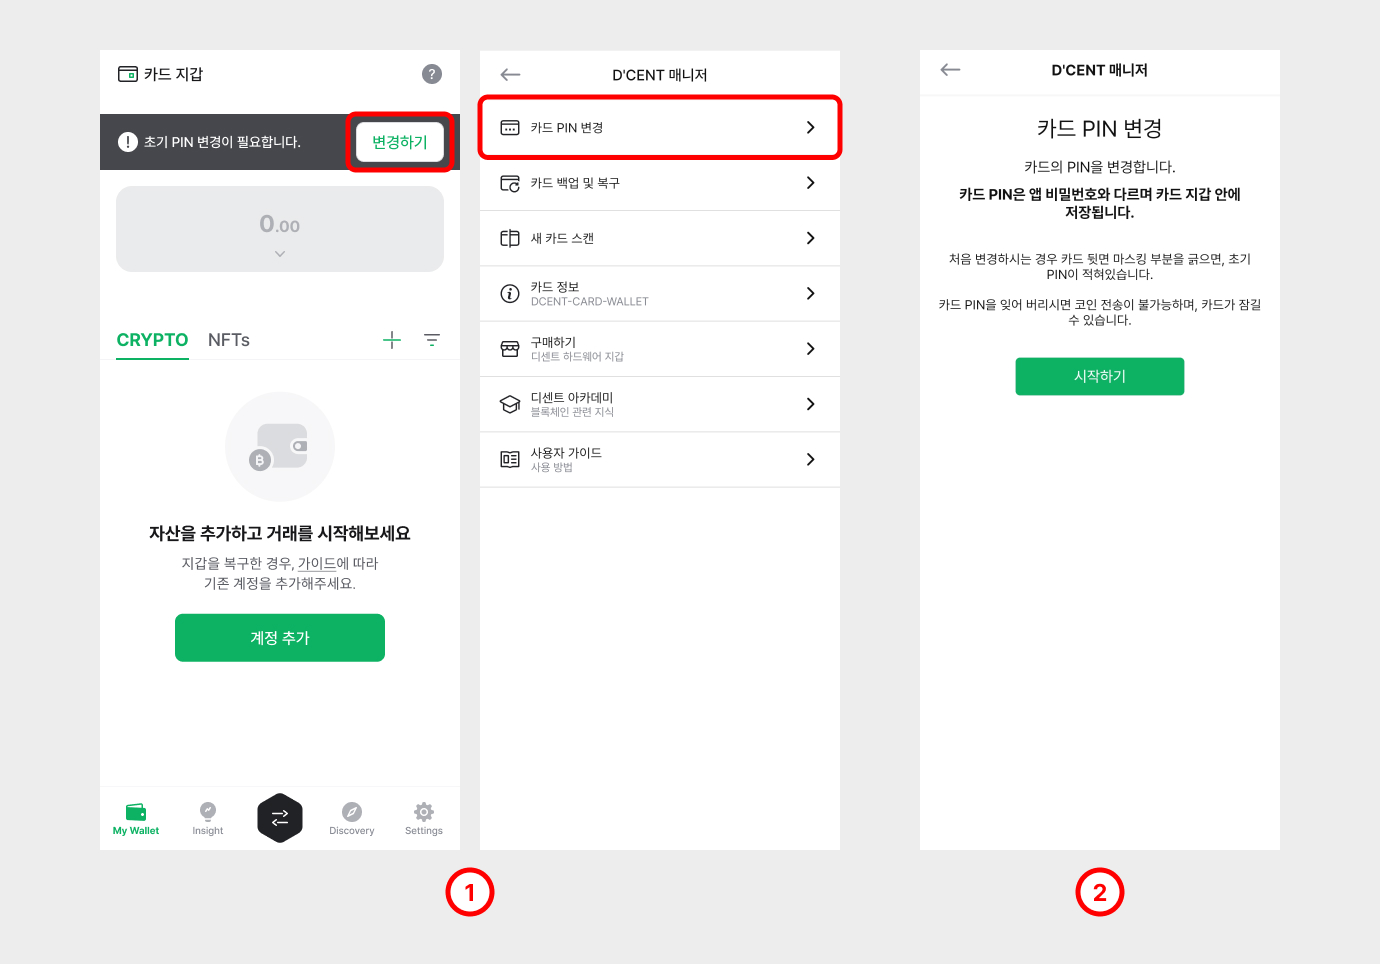 카드 지갑
?
초기 PIN 변경이 필요합니다.
변경하기
0.00
CRYPTO
NFTs
자산을 추가하고 거래를 시작해보세요
지갑을 복구한 경우, 가이드에 따라
기존 계정을 추가해주세요.
계정 추가
My Wallet
Insight
Discovery
Settings
D'CENT 매니저
카드 PIN 변경
카드 백업 및 복구
새 카드 스캔
카드 정보
DCENT-CARD-WALLET
구매하기
디센트 하드웨어 지갑
디센트 아카데미
블록체인 관련 지식
사용자 가이드
사용 방법
1
D'CENT 매니저
카드 PIN 변경
카드의 PIN을 변경합니다.
카드 PIN은 앱 비밀번호와 다르며 카드 지갑 안에
저장됩니다.
처음 변경하시는 경우 카드 뒷면 마스킹 부분을 긁으면, 초기
PIN이 적혀있습니다.
카드 PIN을 잊어 버리시면 코인 전송이 불가능하며, 카드가 잠길
수 있습니다.
시작하기
2